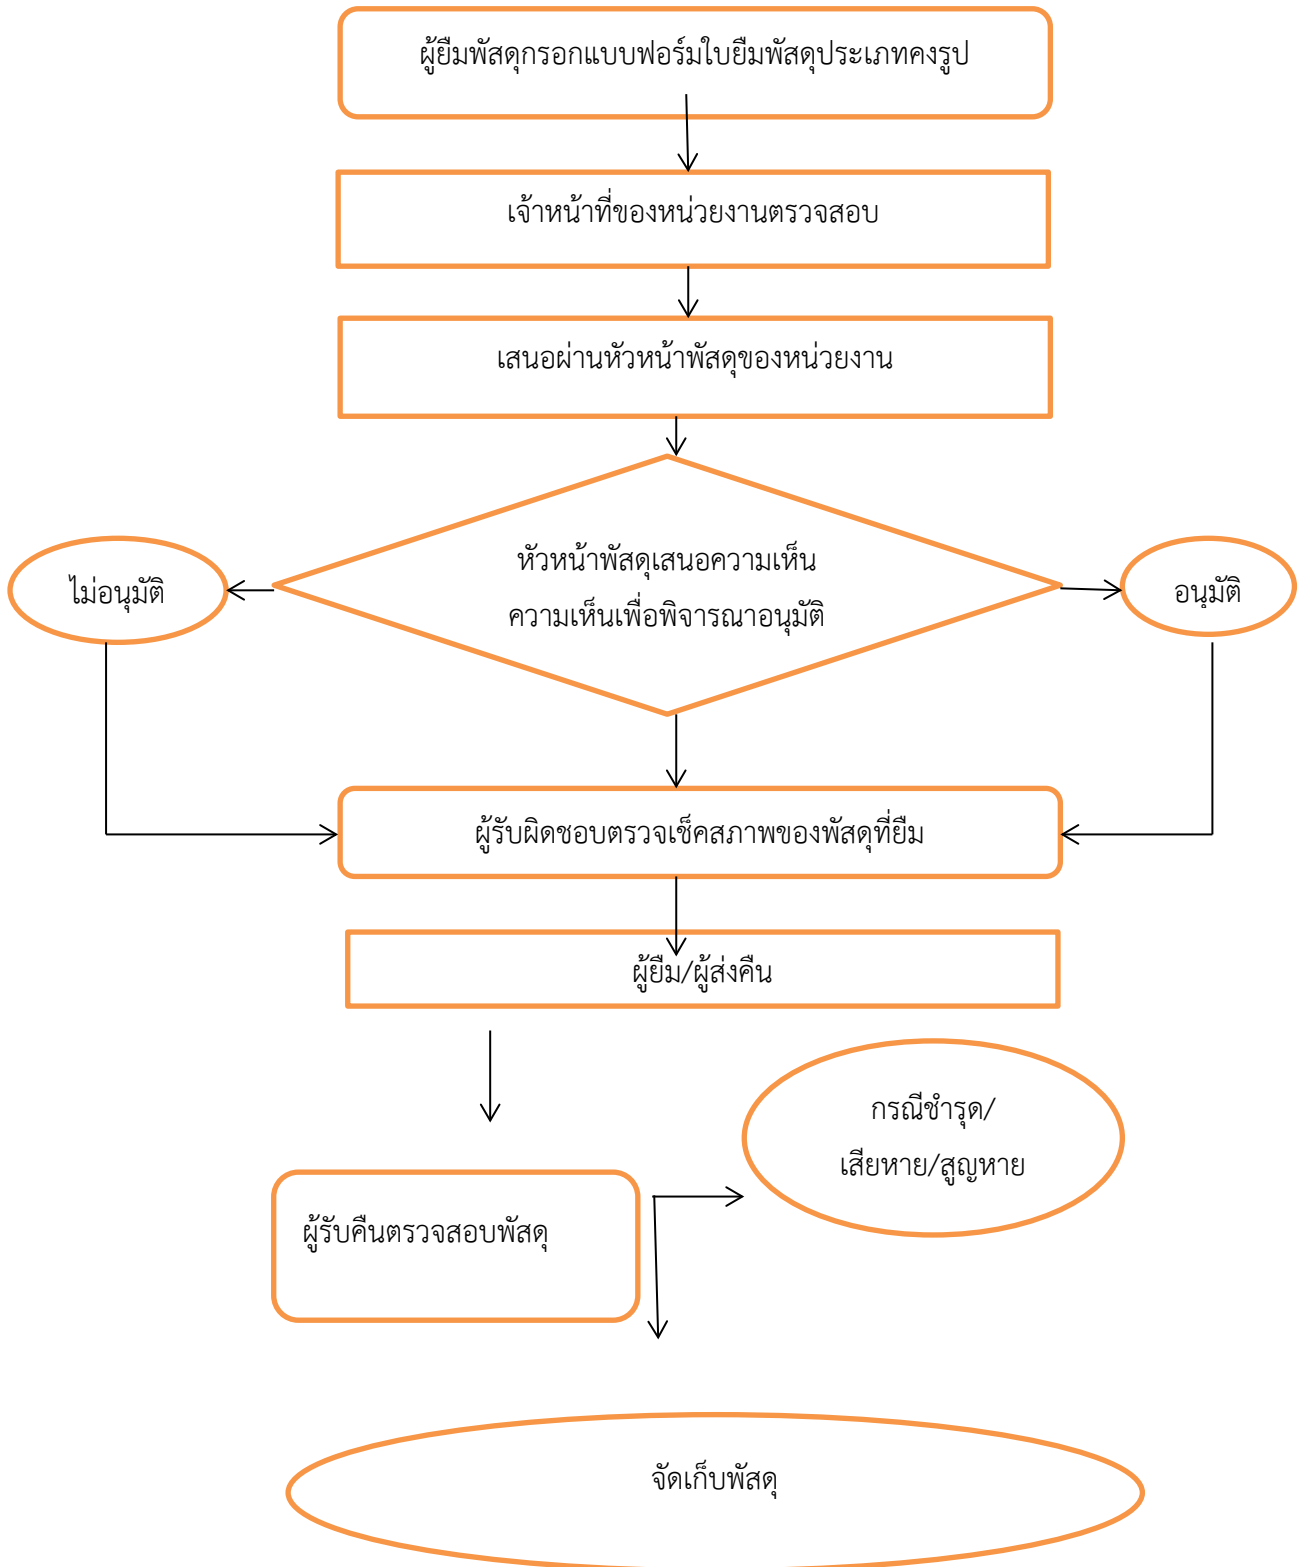 ผู้ยืมพัสดุกรอกแบบฟอร์มใบยืมพัสดุประเภทคงรูป
เจ้าหน้าที่ของหน่วยงานตรวจสอบ
เสนอผ่านหัวหน้าพัสดุของหน่วยงาน
หัวหน้าพัสดุเสนอความเห็น
ความเห็นเพื่อพิจารณาอนุมัติ
ไม่อนุมัติ
อนุมัติ
ผู้รับผิดชอบตรวจเช็คสภาพของพัสดุที่ยืม
ผู้ยืม/ผู้ส่งคืน
กรณีชำรุด/
เสียหาย/สูญหาย
ผู้รับคืนตรวจสอบพัสดุ
จัดเก็บพัสดุ